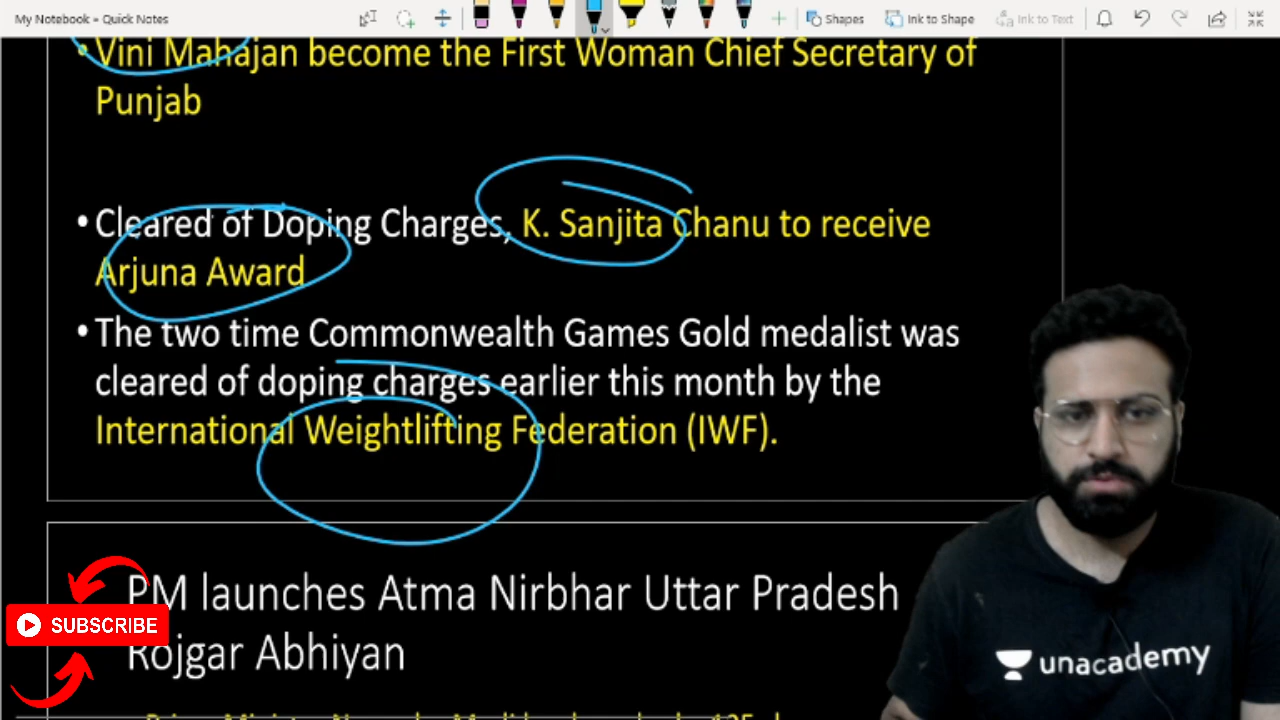 My Notebook » Quick Notes
Shapes
Ink to Shape
Ink to Text
• Vini Mahajan become the First Woman Chief Secretary of
Punjab
• Cleared of Doping Charges, K. Sanjita Chanu to receive
Arjuna Award
• The two time Commonwealth Games Gold medalist was
cleared of doping charges earlier this month by the
International Weightlifting Federation (IWF).
PM launches Atma Nirbhar Uttar Pradesh
Rojgar Abhiyan
SUBSCRIBE
unacademy